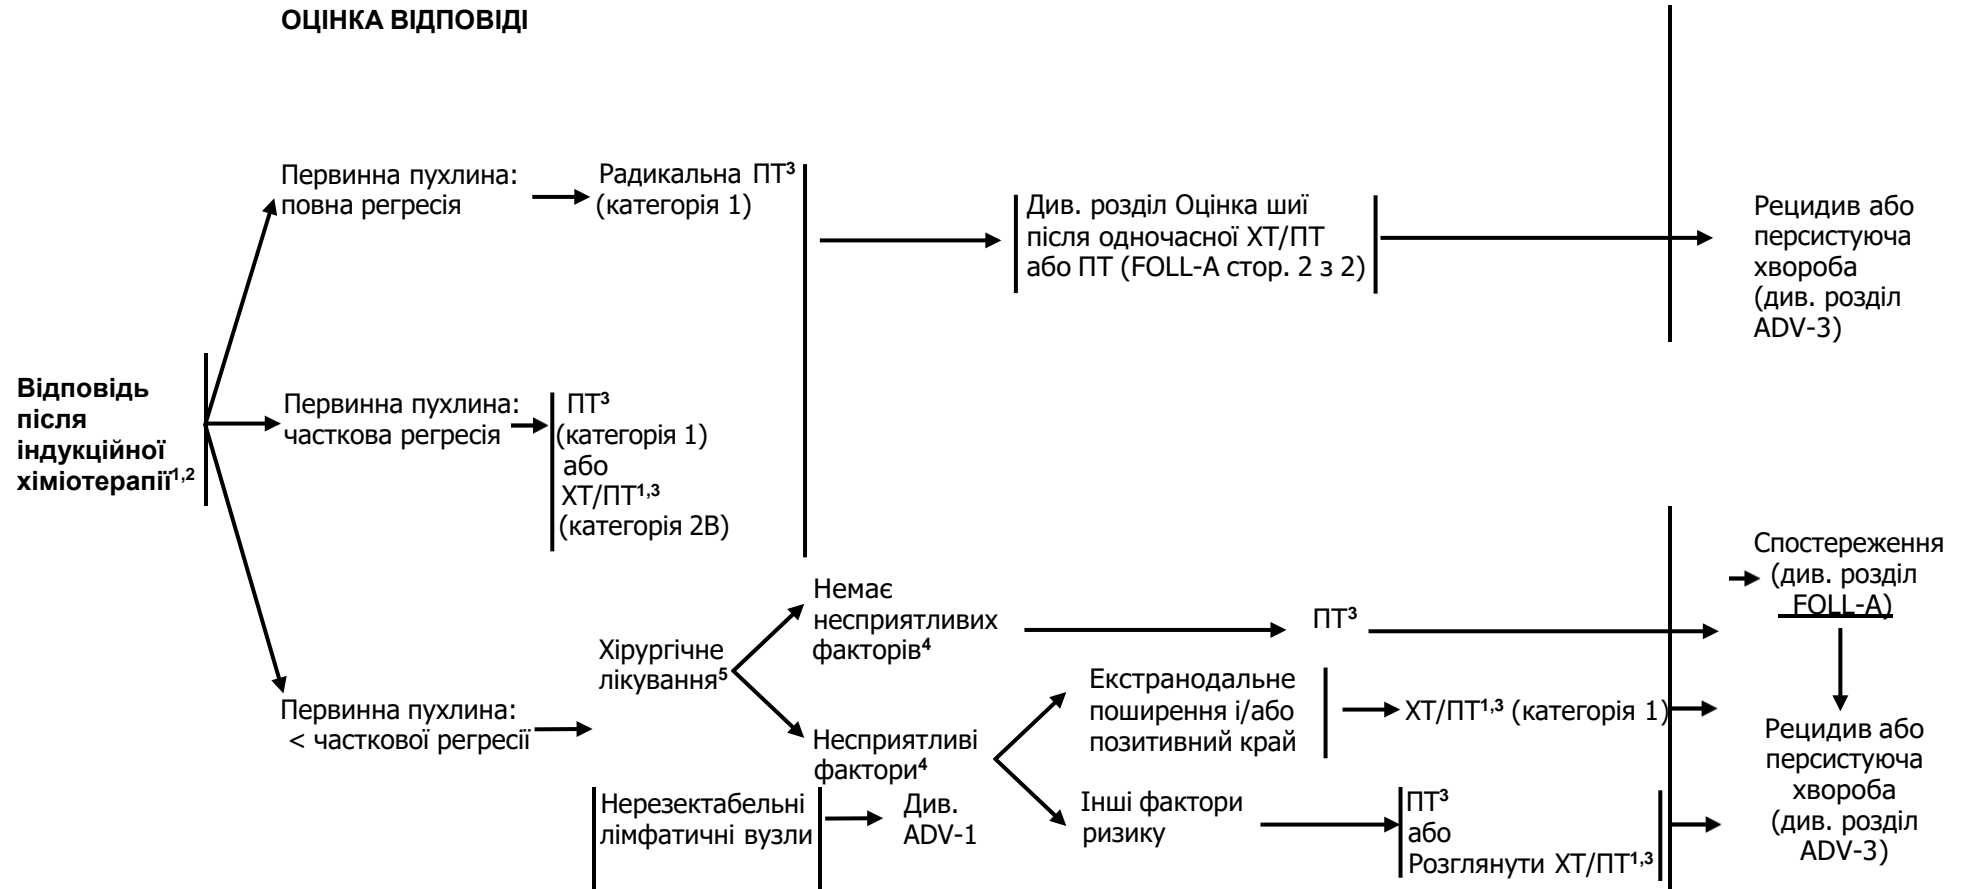 ОЦІНКА ВІДПОВІДІ
Первинна пухлина:
повна регресія
Радикальна ПТ3
(категорія 1)
Див. розділ Оцінка шиї
після одночасної ХТ/ПТ
або ПТ (FOLL-A стор. 2 з 2)
Рецидив або
персистуюча
хвороба
(див. розділ
ADV-3)
Відповідь
після
індукційної
хіміотерапії1,2
Первинна пухлина:
часткова регресія
ПТ3
(категорія 1)
або
ХТ/ПТ1,3
(категорія 2B)
Первинна пухлина:
< часткової регресії
Хірургічне
лікування5
Немає
несприятливих
факторів4
ПТ3
Спостереження
(див. розділ
FOLL-A)
Несприятливі
фактори4
Екстранодальне
поширення і/або
позитивний край
ХТ/ПТ1,3 (категорія 1)
Інші фактори
ризику
ПТ3
або
Розглянути ХТ/ПТ1,3
Рецидив або
персистуюча
хвороба
(див. розділ
ADV-3)
Нерезектабельні
лімфатичні вузли
Див.
ADV-1